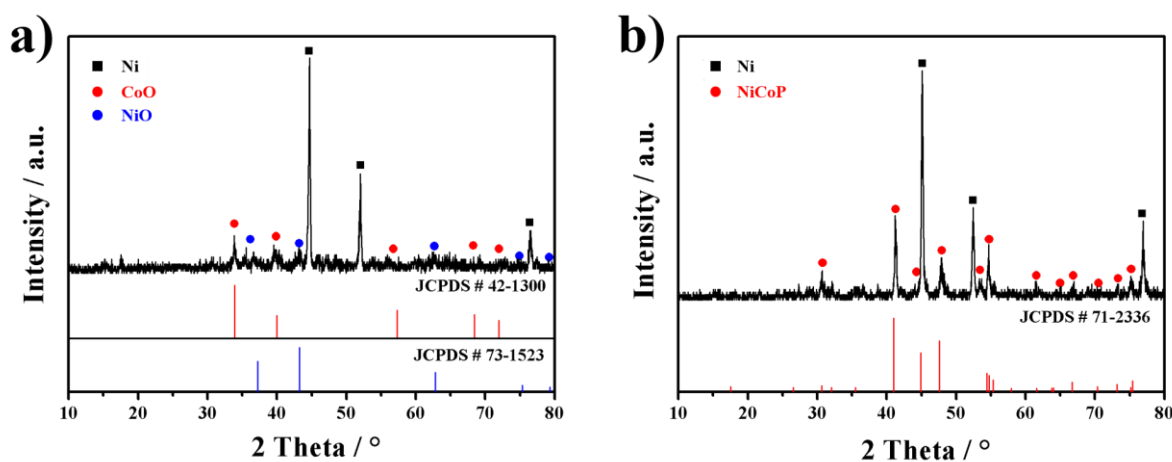 a)
Ni
CoO
NiO
JCPDS # 42-1300
JCPDS # 73-1523
Intensity / a.u.
10 20 30 40 50 60 70 80
2 Theta / °
b)
Ni
NiCoP
JCPDS # 71-2336
Intensity / a.u.
10 20 30 40 50 60 70 80
2 Theta / °